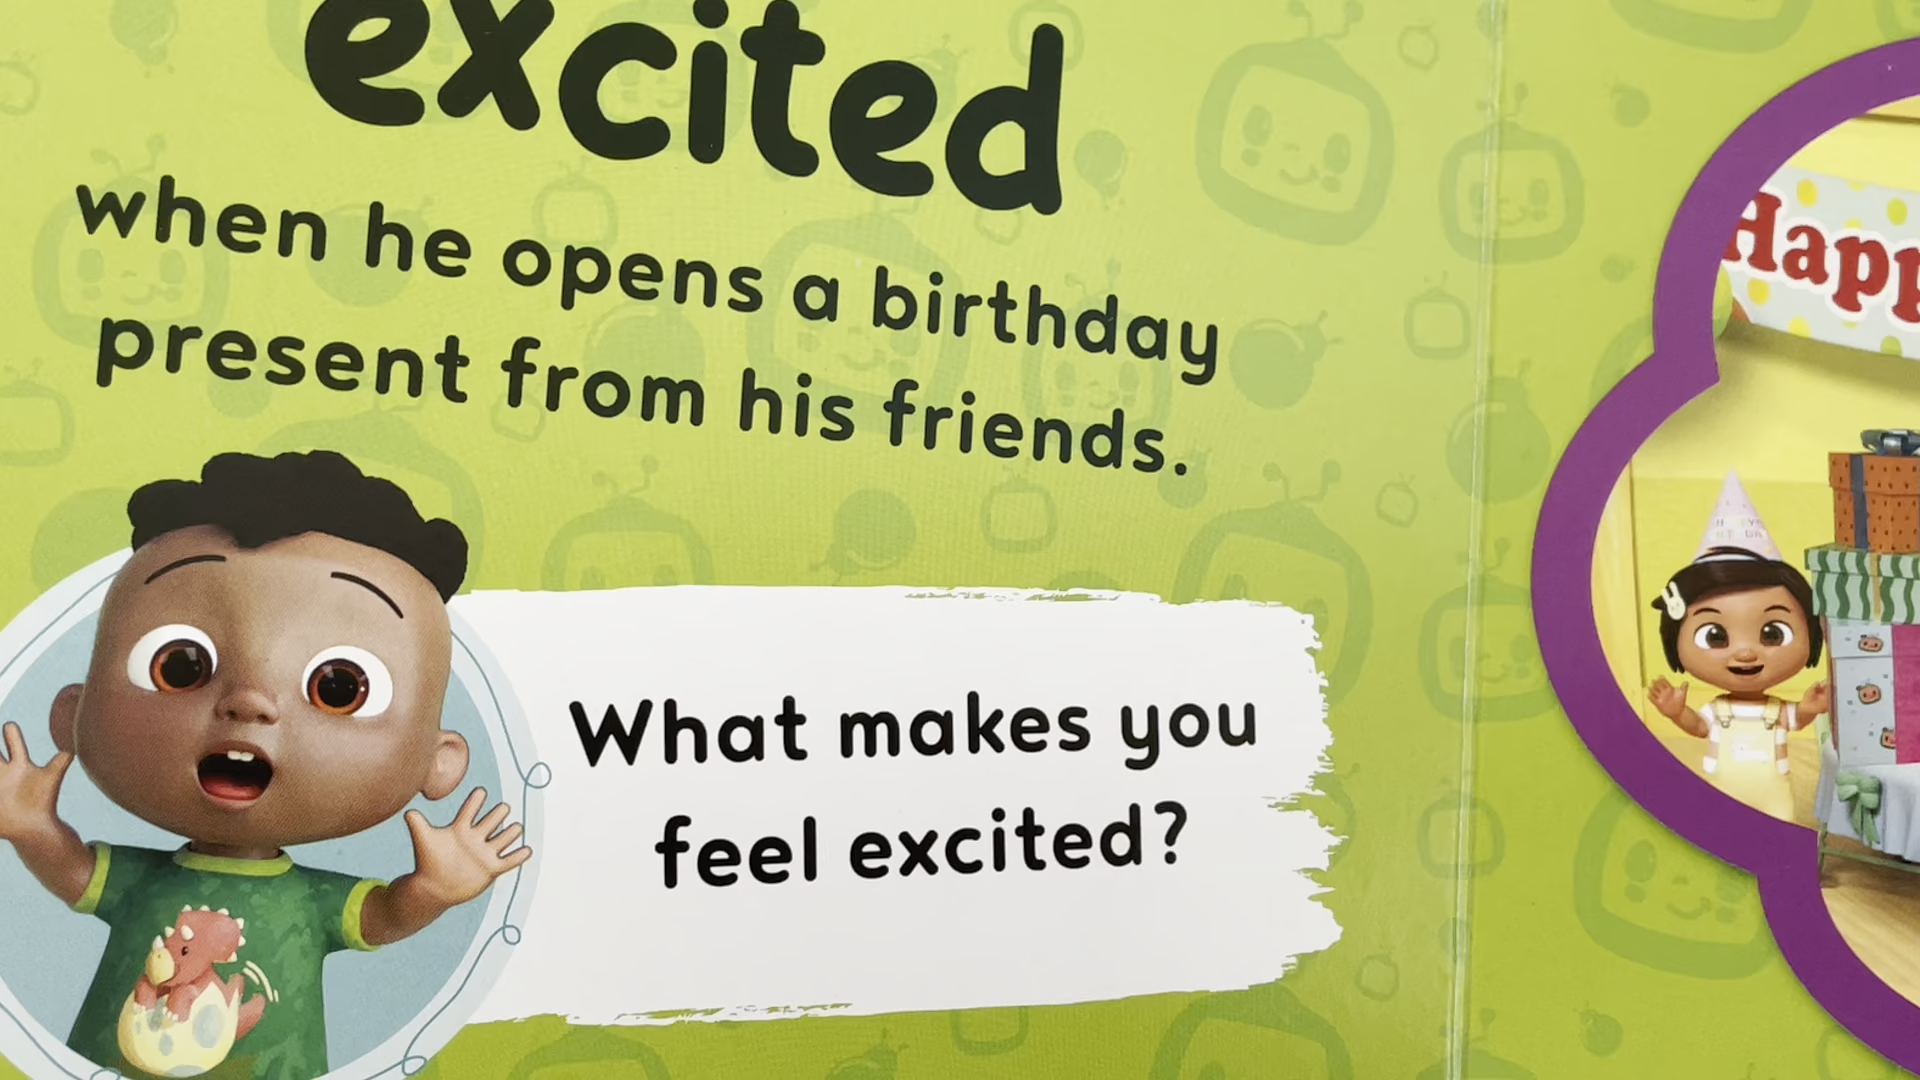 excited
when he opens a birthday
present from his friends.
What makes you
feel excited?
Happ